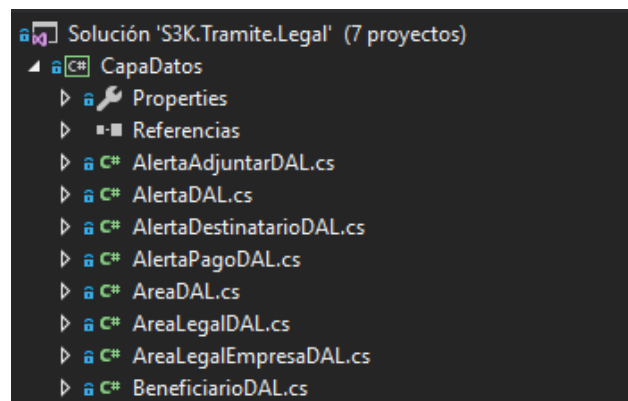 Solución 'S3K.Tramite.Legal' (7 proyectos)
C# CapaDatos
Properties
Referencias
C# AlertaAdjuntarDAL.cs
C# AlertaDAL.cs
C# AlertaDestinatarioDAL.cs
C# AlertaPagoDAL.cs
C# AreaDAL.cs
C# AreaLegalDAL.cs
C# AreaLegalEmpresaDAL.cs
C# BeneficiarioDAL.cs